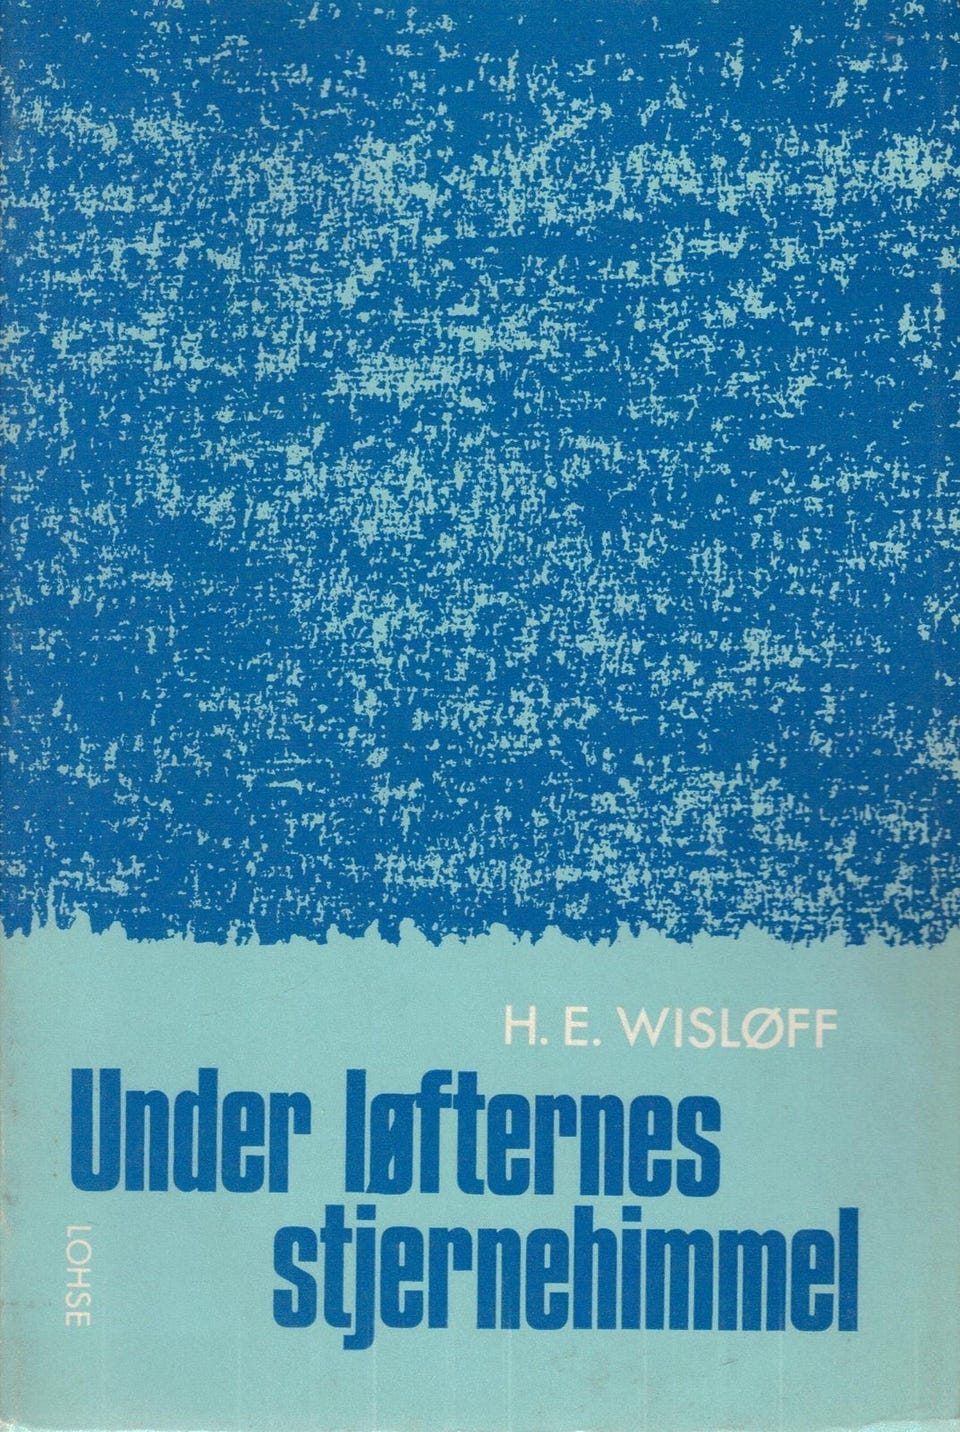 H. E. WISLØFF
Under løfternes
stjernehimmel
LOHSE